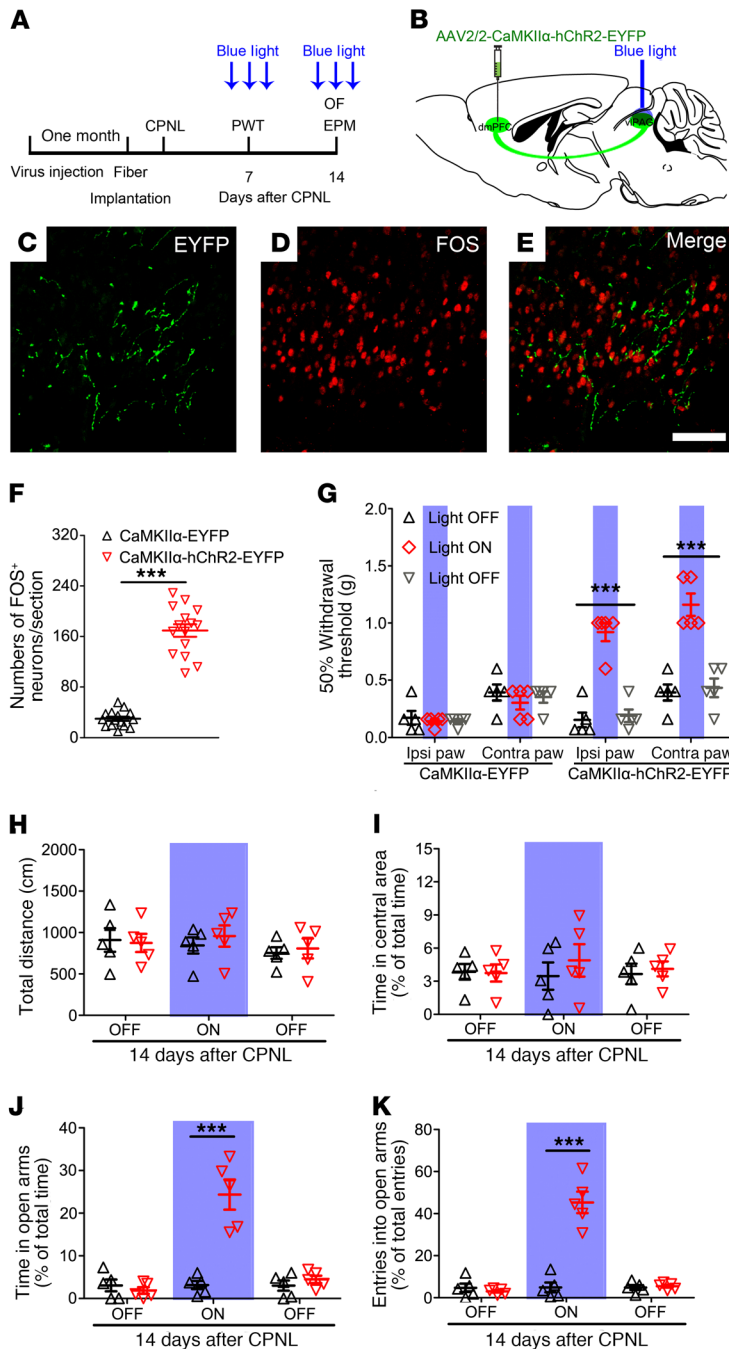 A
Blue light
Blue light
OF
One month
CPNL
PWT
EPM
Virus injection
Fiber
7
14
Implantation
Days after CPNL
B
AAV2/2-CaMKIIα-hChR2-EYFP
Blue light
dmPFC
vlPAG
C
EYFP
D
FOS
E
Merge
F
Numbers of FOS+
neurons/section
320
240
160
80
0
CaMKIIα-EYFP
CaMKIIα-hChR2-EYFP
***
G
50% Withdrawal
threshold (g)
2.0
1.5
1.0
0.5
0.0
Light OFF
Light ON
Light OFF
***
***
Ipsi paw
Contra paw
Ipsi paw
Contra paw
CaMKIIα-EYFP
CaMKIIα-hChR2-EYFP
H
Total distance (cm)
2000
1500
1000
500
0
OFF
ON
OFF
14 days after CPNL
I
Time in central area
(% of total time)
15
12
9
6
3
0
OFF
ON
OFF
14 days after CPNL
J
Time in open arms
(% of total time)
40
30
20
10
0
***
OFF
ON
OFF
14 days after CPNL
K
Entries into open arms
(% of total entries)
80
60
40
20
0
***
OFF
ON
OFF
14 days after CPNL